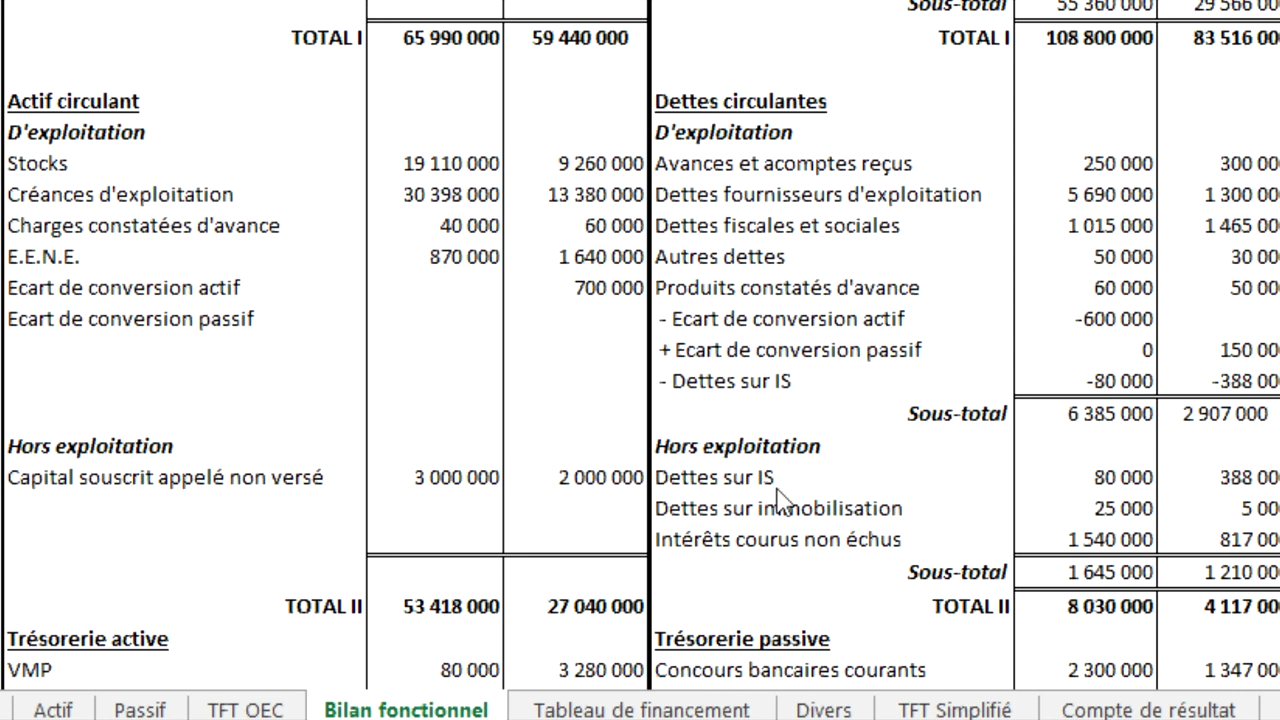 Sous-total 55 360 000 29 566 00
TOTAL I 65 990 000 59 440 000 TOTAL I 108 800 000 83 516 00
Actif circulant Dettes circulantes
D'exploitation D'exploitation
Stocks 19 110 000 9 260 000 Avances et acomptes reçus 250 000 300 00
Créances d'exploitation 30 398 000 13 380 000 Dettes fournisseurs d'exploitation 5 690 000 1 300 00
Charges constatées d'avance 40 000 60 000 Dettes fiscales et sociales 1 015 000 1 465 00
E.E.N.E. 870 000 1 640 000 Autres dettes 50 000 30 00
Ecart de conversion actif 700 000 Produits constatés d'avance 60 000 50 00
Ecart de conversion passif - Ecart de conversion actif -600 000
+ Ecart de conversion passif 0 150 00
- Dettes sur IS -80 000 -388 00
Sous-total 6 385 000 2 907 000
Hors exploitation Hors exploitation
Capital souscrit appelé non versé 3 000 000 2 000 000 Dettes sur IS 80 000 388 00
Dettes sur immobilisation 25 000 5 00
Intérêts courus non échus 1 540 000 817 00
Sous-total 1 645 000 1 210 00
TOTAL II 53 418 000 27 040 000 TOTAL II 8 030 000 4 117 00
Trésorerie active Trésorerie passive
VMP 80 000 3 280 000 Concours bancaires courants 2 300 000 1 347 00
Actif Passif TFT OEC Bilan fonctionnel Tableau de financement Divers TFT Simplifié Compte de résultat